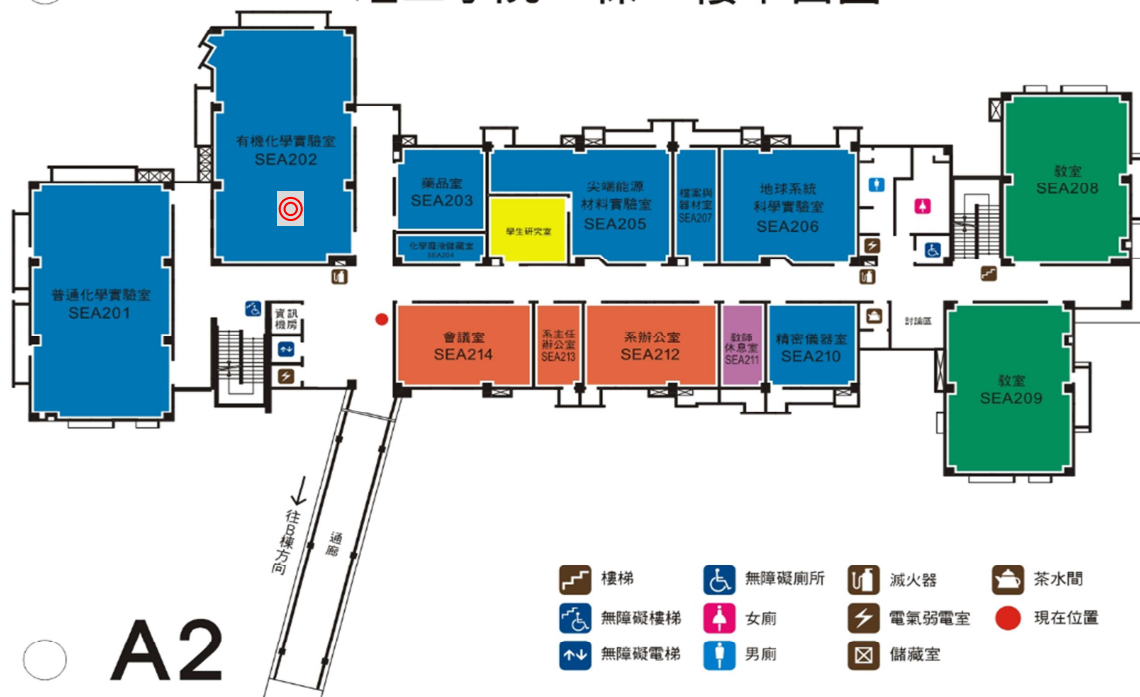 有機化學實驗室
SEA202
藥品室
SEA203
化學廢液儲藏室
SEA204
尖端能源
材料實驗室
SEA205
學生研究室
檔案與
器材室
SEA207
地球系統
科學實驗室
SEA206
教室
SEA208
普通化學實驗室
SEA201
資訊
機房
會議室
SEA214
系主任
辦公室
SEA213
系辦公室
SEA212
教師
休息室
SEA211
精密儀器室
SEA210
討論區
教室
SEA209
往B棟方向
通廊
A2
樓梯
無障礙廁所
滅火器
茶水間
無障礙樓梯
女廁
電氣弱電室
現在位置
無障礙電梯
男廁
儲藏室